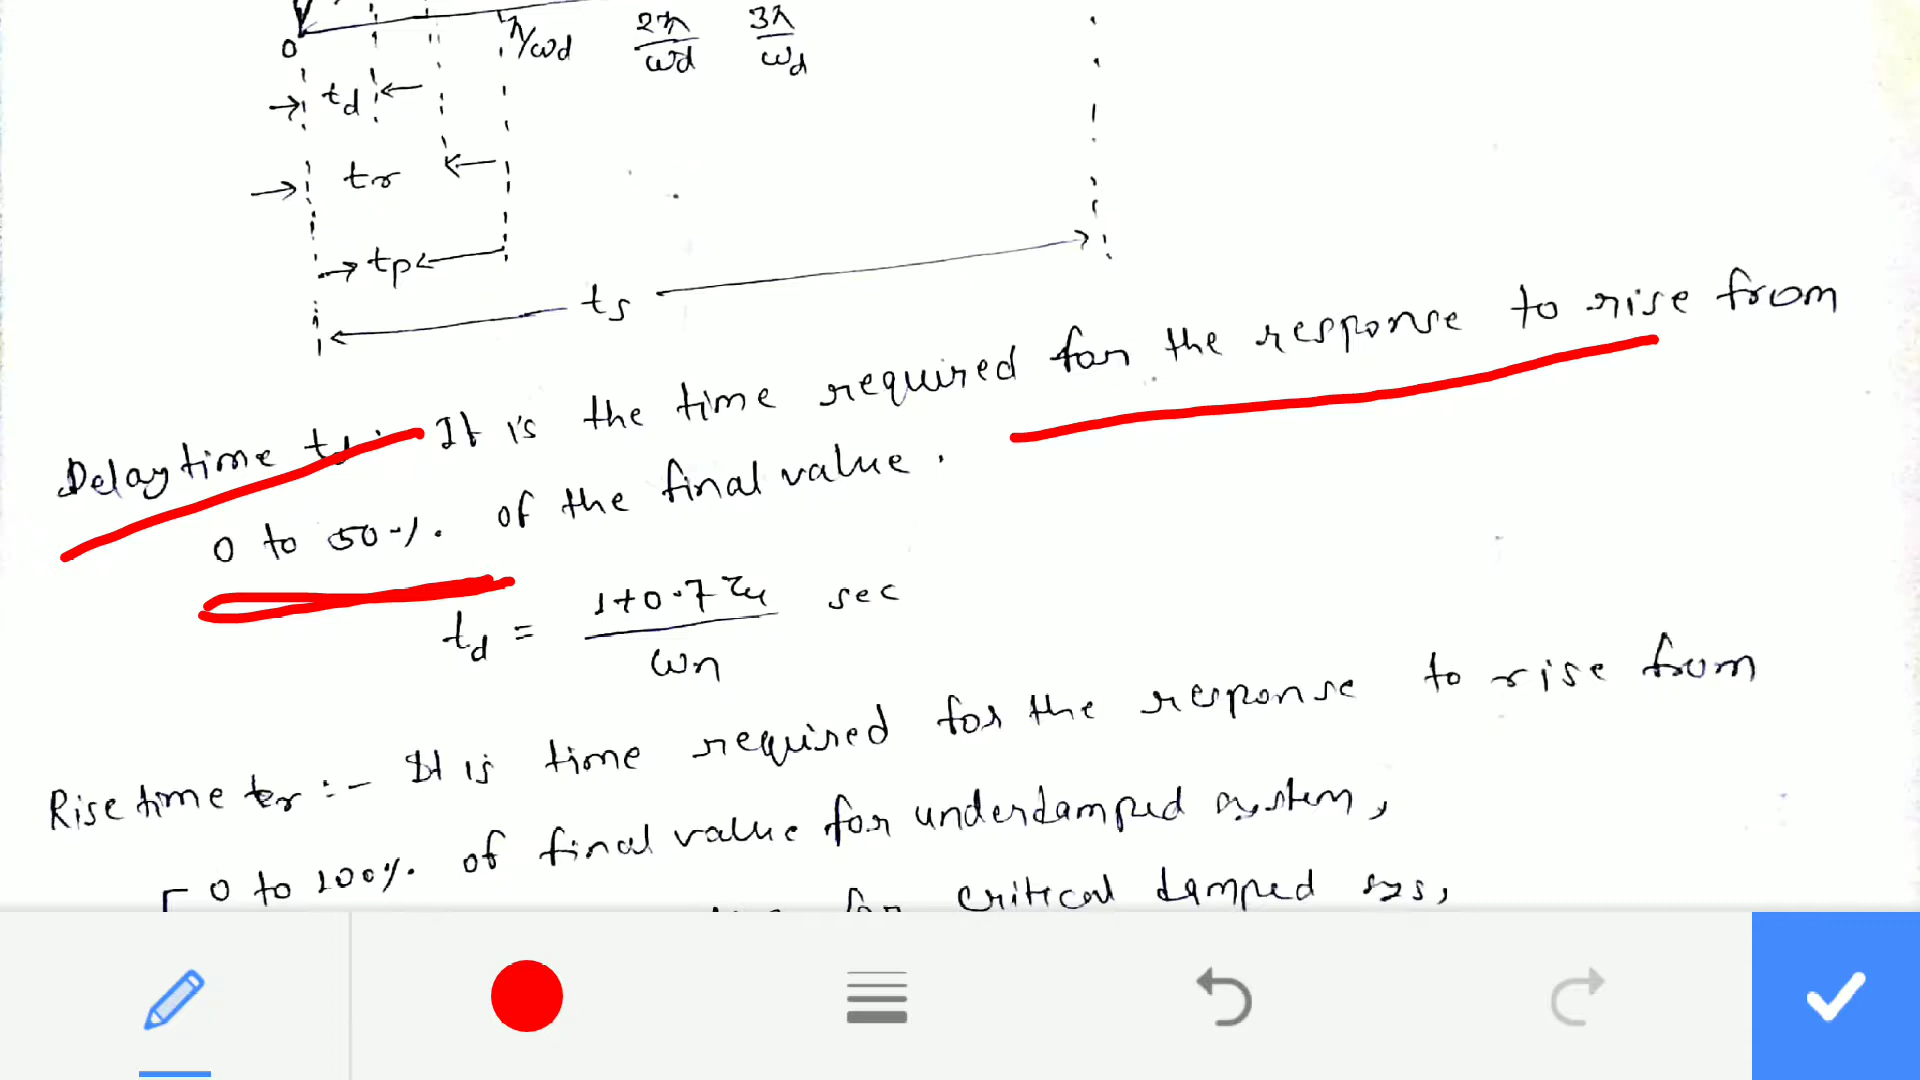 0 π/ωd 2π/ωd 3π/ωd
td
tr
tp
ts
Delay time td :- It is the time required for the response to rise from
0 to 50%. of the final value.
td = 1+0.7ζ/ωn sec
Rise time tr :- It is time required for the response to rise from
[ 0 to 100%. of final value for underdamped system,
for critical damped sys,